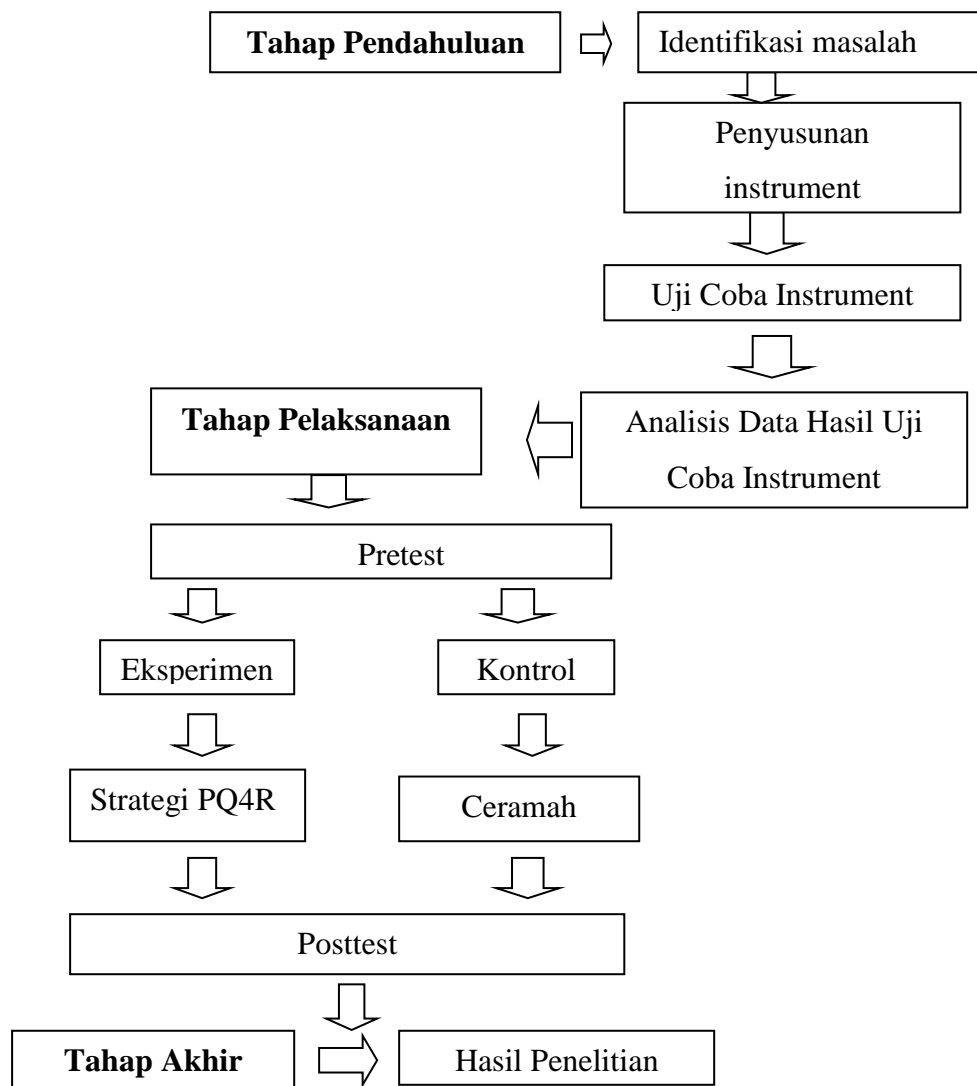 Tahap Pendahuluan
Identifikasi masalah
Penyusunan
instrument
Uji Coba Instrument
Analisis Data Hasil Uji
Coba Instrument
Tahap Pelaksanaan
Pretest
Eksperimen
Kontrol
Strategi PQ4R
Ceramah
Posttest
Tahap Akhir
Hasil Penelitian